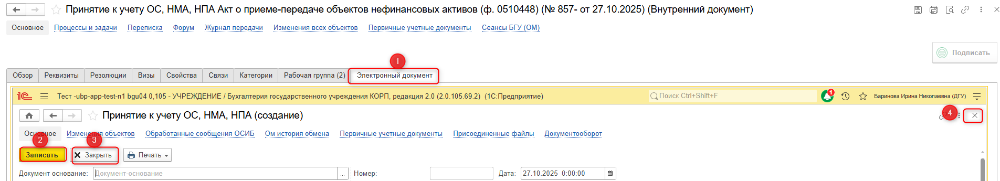 Принятие к учету ОС, НМА, НПА Акт о приеме-передаче объектов нефинансовых активов (ф. 0510448) (№ 857- от 27.10.2025) (Внутренний документ)
Основное Процессы и задачи Переписка Форум Журнал передачи Изменения всех объектов Первичные учетные документы Сеансы БГУ (ОМ)
Подписать
1
Обзор Реквизиты Резолюции Визы Свойства Связи Категории Рабочая группа (2) Электронный документ
1С Тест -ubp-app-test-n1 bgu04 0,105 - УЧРЕЖДЕНИЕ / Бухгалтерия государственного учреждения КОРП, редакция 2.0 (2.0.105.69.2) (1С:Предприятие) Поиск Ctrl+Shift+F 1 Баринова Ирина Николаевна (ДГУ)
Принятие к учету ОС, НМА, НПА (создание) 4
Основное Изменения объектов Обработанные сообщения ОСИБ Ом история обмена Первичные учетные документы Присоединенные файлы Документооборот
2 3
Записать Закрыть Печать
Документ основание: Документ-основание ... Номер: Дата: 27.10.2025 0:00:00